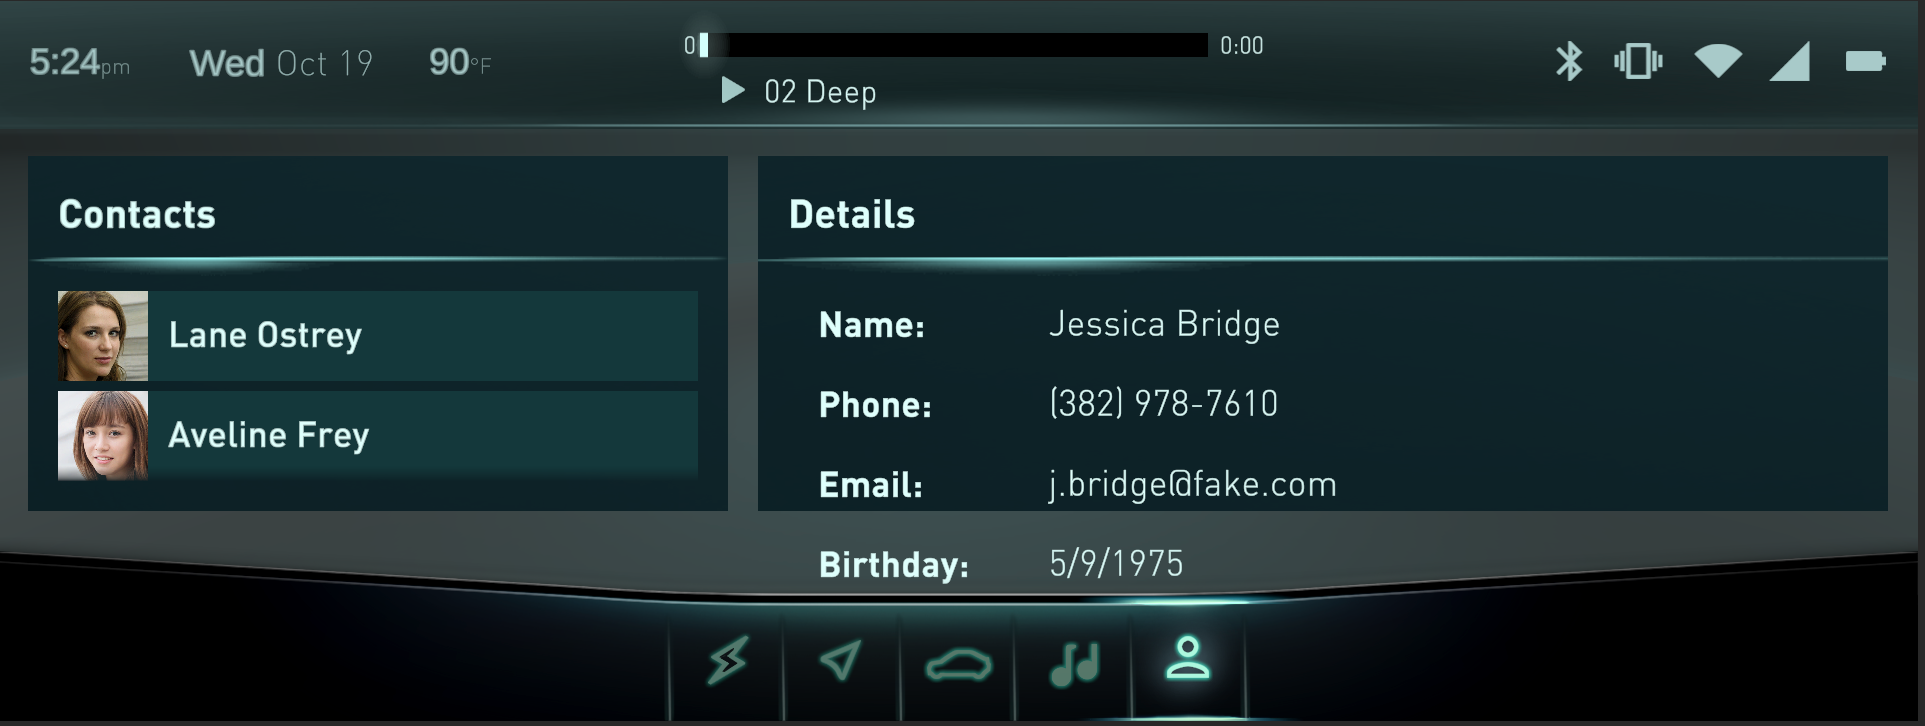 5:24pm Wed Oct 19 90°F
0 0:00
02 Deep
Contacts
Lane Ostrey
Aveline Frey
Details
Name: Jessica Bridge
Phone: (382) 978-7610
Email: j.bridge@fake.com
Birthday: 5/9/1975